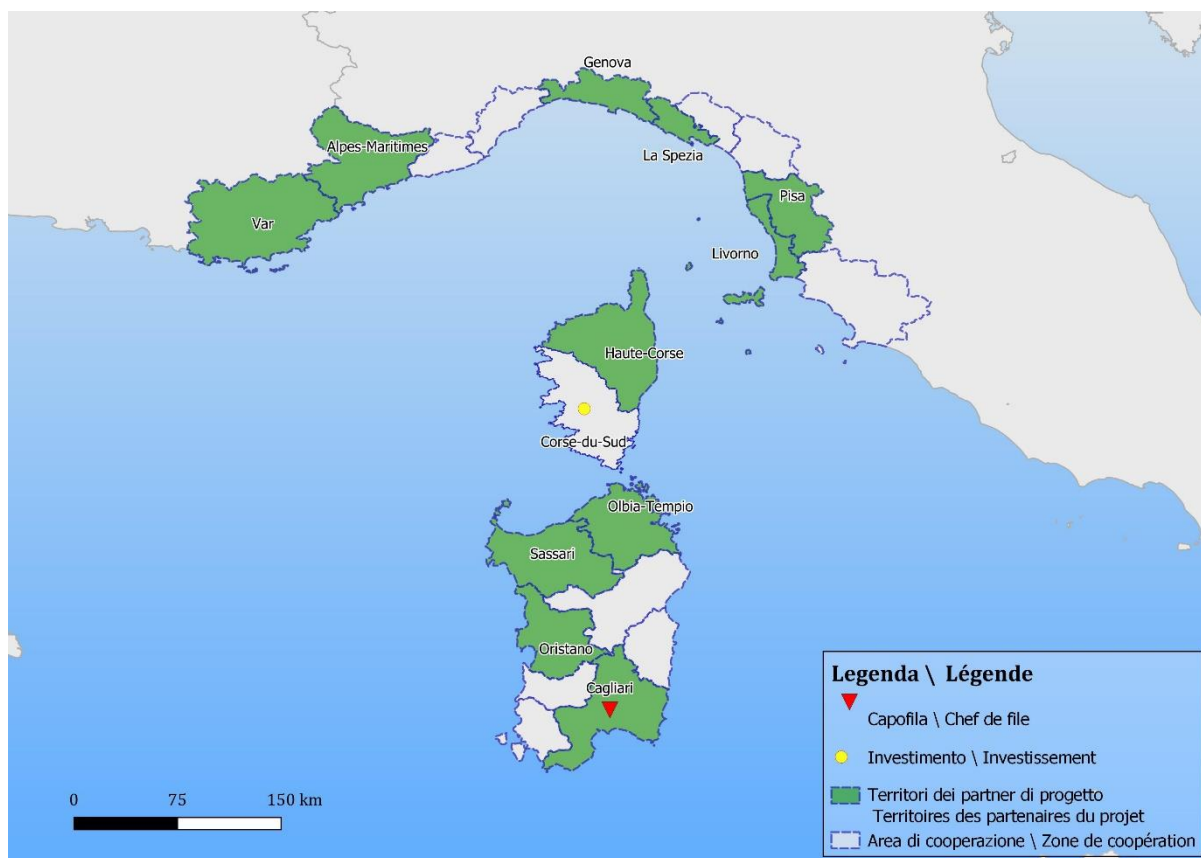 Genova
Alpes-Maritimes
La Spezia
Var
Pisa
Livorno
Haute-Corse
Corse-du-Sud
Olbia-Tempio
Sassari
Oristano
Cagliari
Legenda \ Légende
Capofila \ Chef de file
Investimento \ Investissement
Territori dei partner di progetto
Territoires des partenaires du projet
Area di cooperazione \ Zone de coopération
0 75 150 km